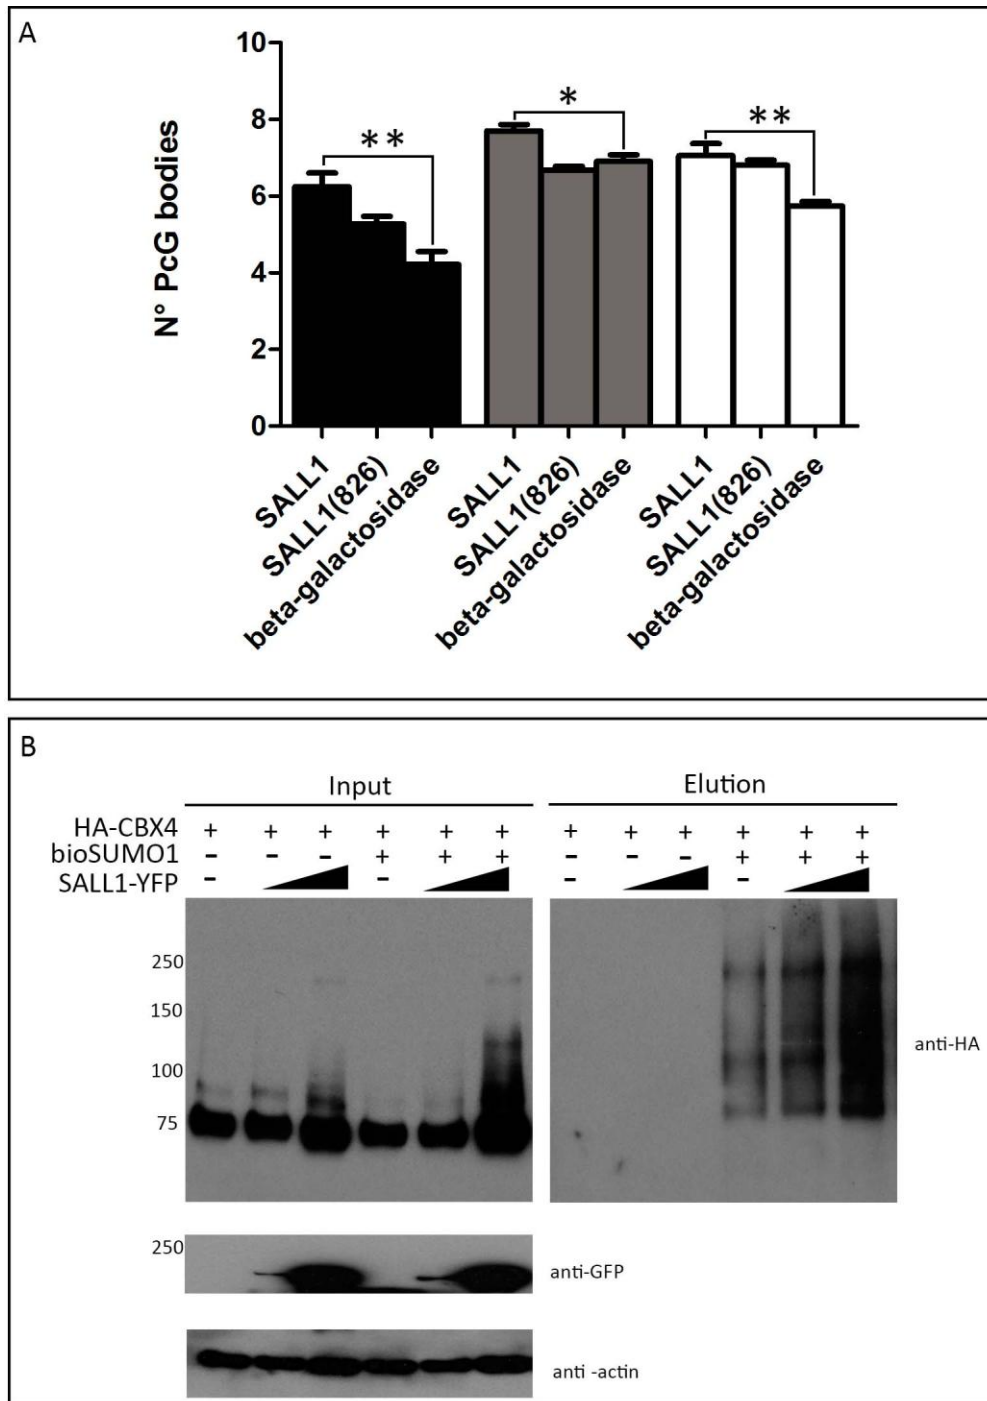 A
N° PcG bodies
10
8
6
4
2
0
** * **
SALL1 SALL1(826) beta-galactosidase SALL1 SALL1(826) beta-galactosidase SALL1 SALL1(826) beta-galactosidase
B
Input Elution
HA-CBX4 + + + + + + + + + + + +
bioSUMO1 - - - + + + - - - + + +
SALL1-YFP - - - -
250
150
100
75
anti-HA
250
anti-GFP
anti -actin